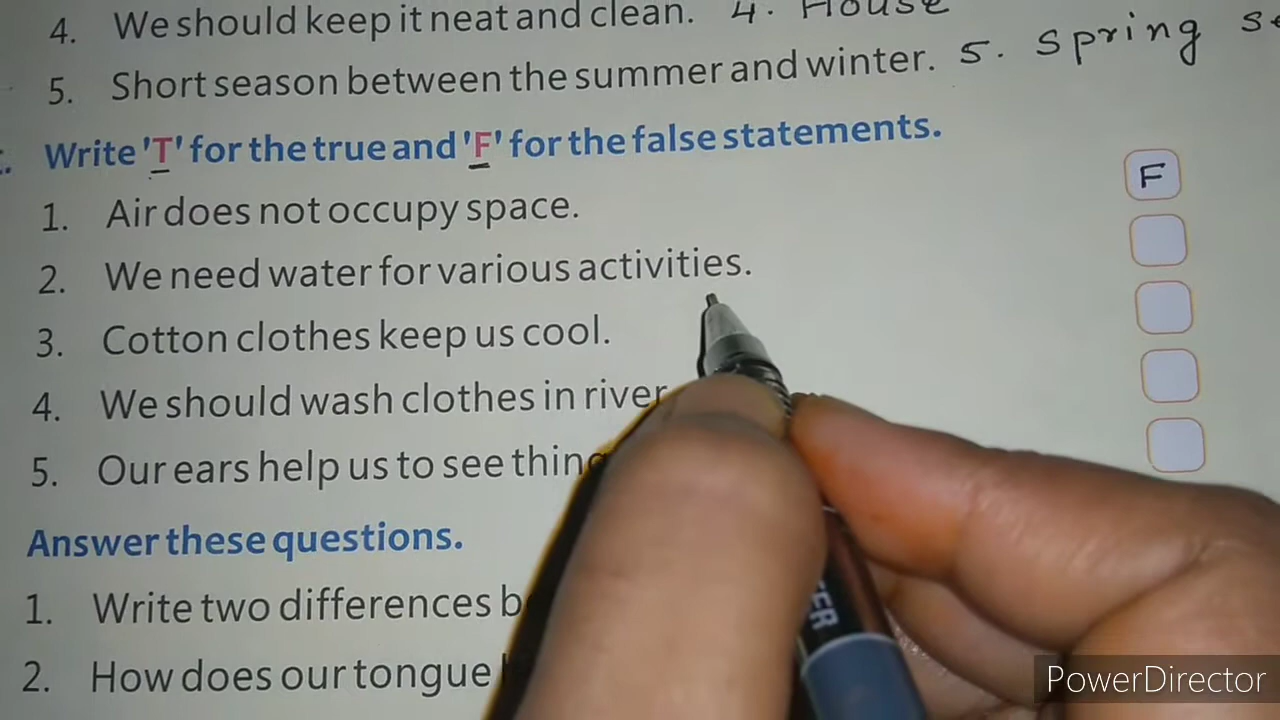 4. We should keep it neat and clean. 4. House
5. Short season between the summer and winter. 5. Spring
Write 'T' for the true and 'F' for the false statements.
1. Air does not occupy space. F
2. We need water for various activities.
3. Cotton clothes keep us cool.
4. We should wash clothes in river
5. Our ears help us to see
Answer these questions.
1. Write two differences
2. How does our tongue
PowerDirector